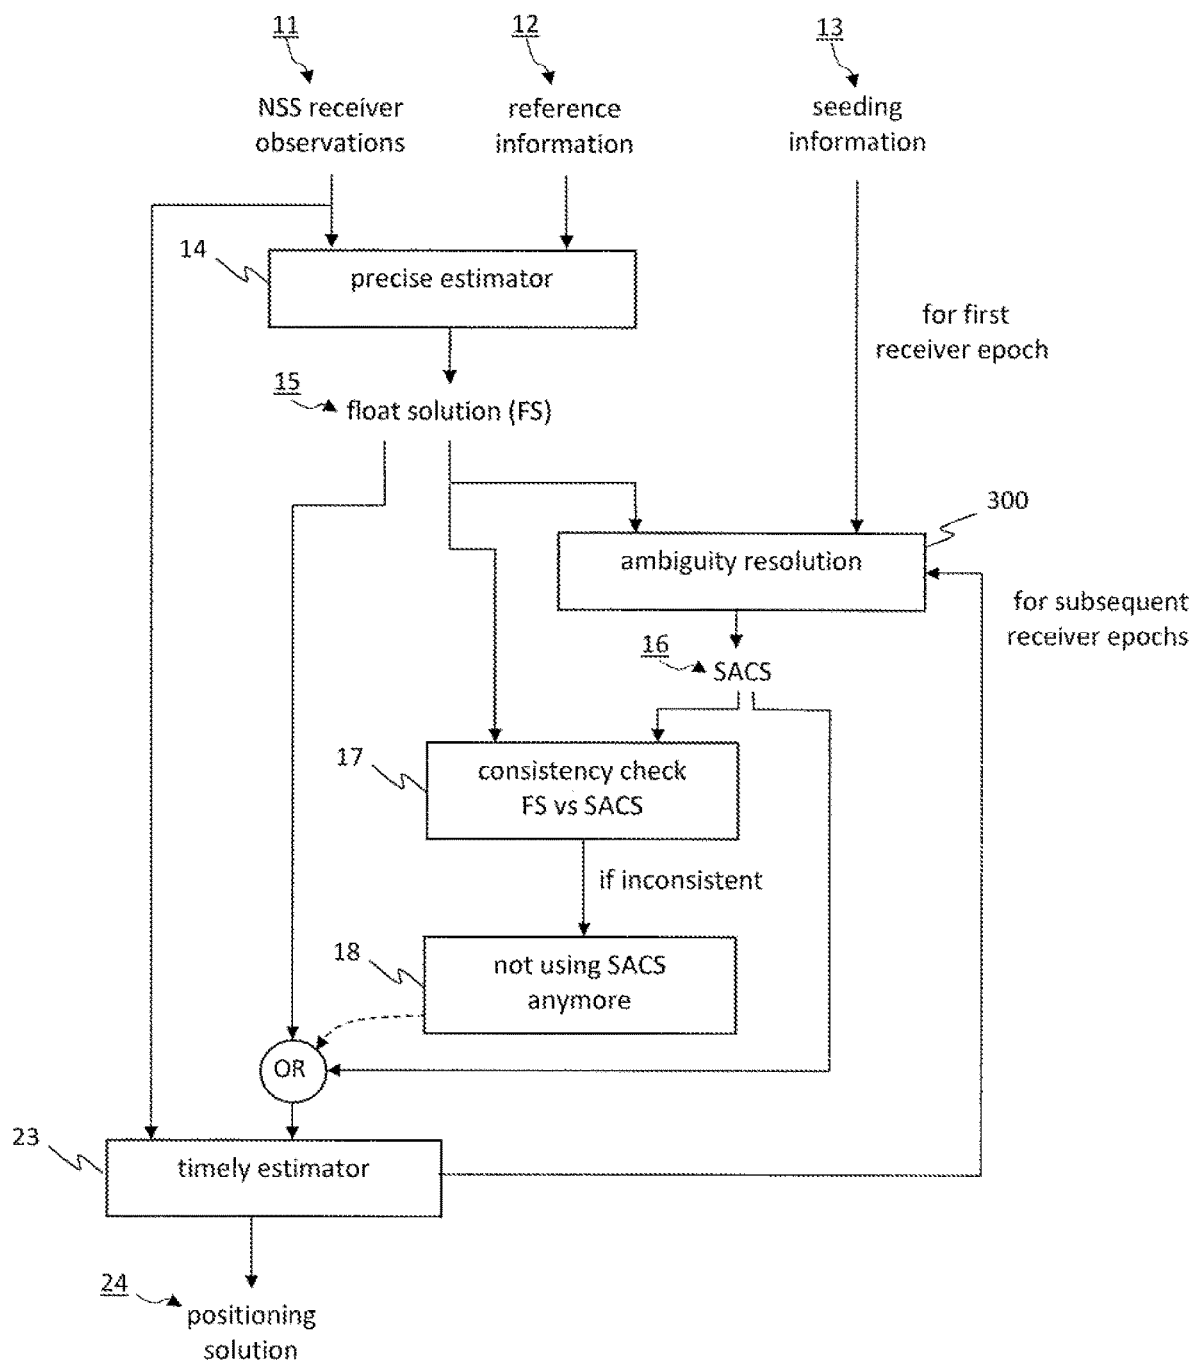 11
12
13
NSS receiver
observations
reference
information
seeding
information
14
precise estimator
for first
receiver epoch
15
float solution (FS)
300
ambiguity resolution
for subsequent
receiver epochs
16
SACS
17
consistency check
FS vs SACS
if inconsistent
18
not using SACS
anymore
OR
23
timely estimator
24
positioning
solution